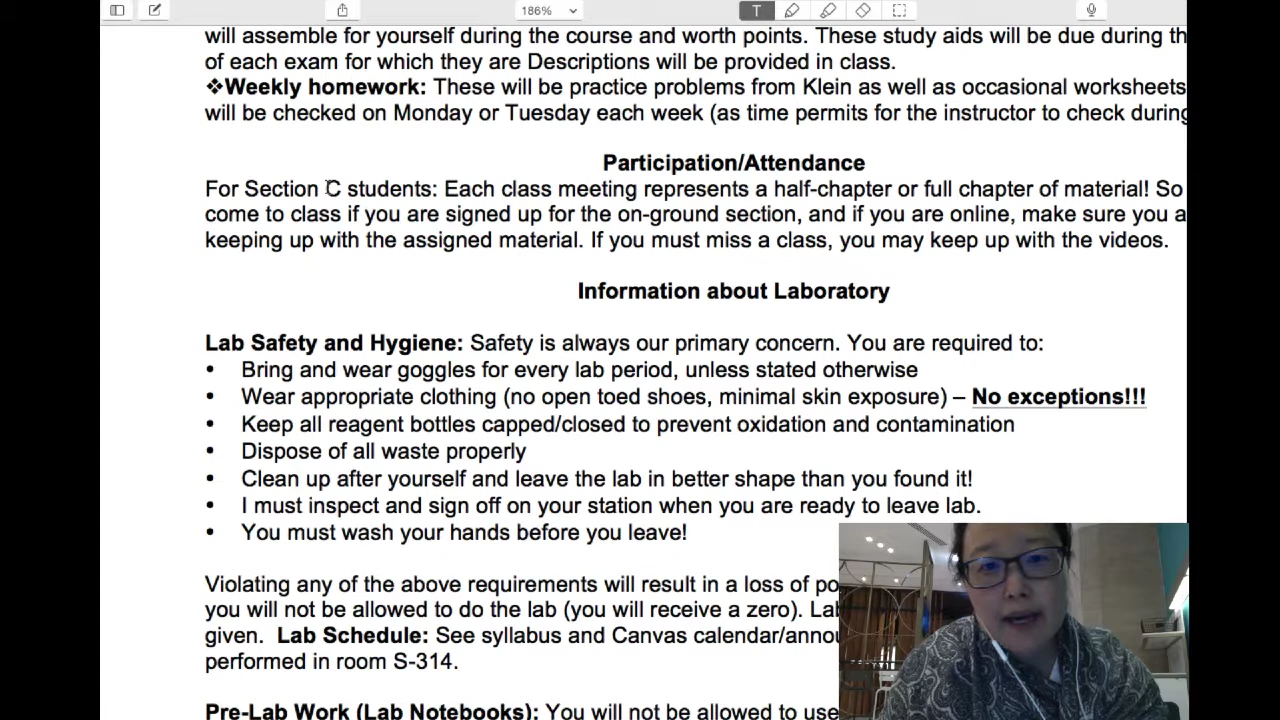 186%
T
will assemble for yourself during the course and worth points. These study aids will be due during th
of each exam for which they are Descriptions will be provided in class.
❖Weekly homework: These will be practice problems from Klein as well as occasional worksheets
will be checked on Monday or Tuesday each week (as time permits for the instructor to check during
Participation/Attendance
For Section C students: Each class meeting represents a half-chapter or full chapter of material! So
come to class if you are signed up for the on-ground section, and if you are online, make sure you a
keeping up with the assigned material. If you must miss a class, you may keep up with the videos.
Information about Laboratory
Lab Safety and Hygiene: Safety is always our primary concern. You are required to:
• Bring and wear goggles for every lab period, unless stated otherwise
• Wear appropriate clothing (no open toed shoes, minimal skin exposure) – No exceptions!!!
• Keep all reagent bottles capped/closed to prevent oxidation and contamination
• Dispose of all waste properly
• Clean up after yourself and leave the lab in better shape than you found it!
• I must inspect and sign off on your station when you are ready to leave lab.
• You must wash your hands before you leave!
Violating any of the above requirements will result in a loss of po
you will not be allowed to do the lab (you will receive a zero). Lab
given. Lab Schedule: See syllabus and Canvas calendar/annou
performed in room S-314.
Pre-Lab Work (Lab Notebooks): You will not be allowed to use